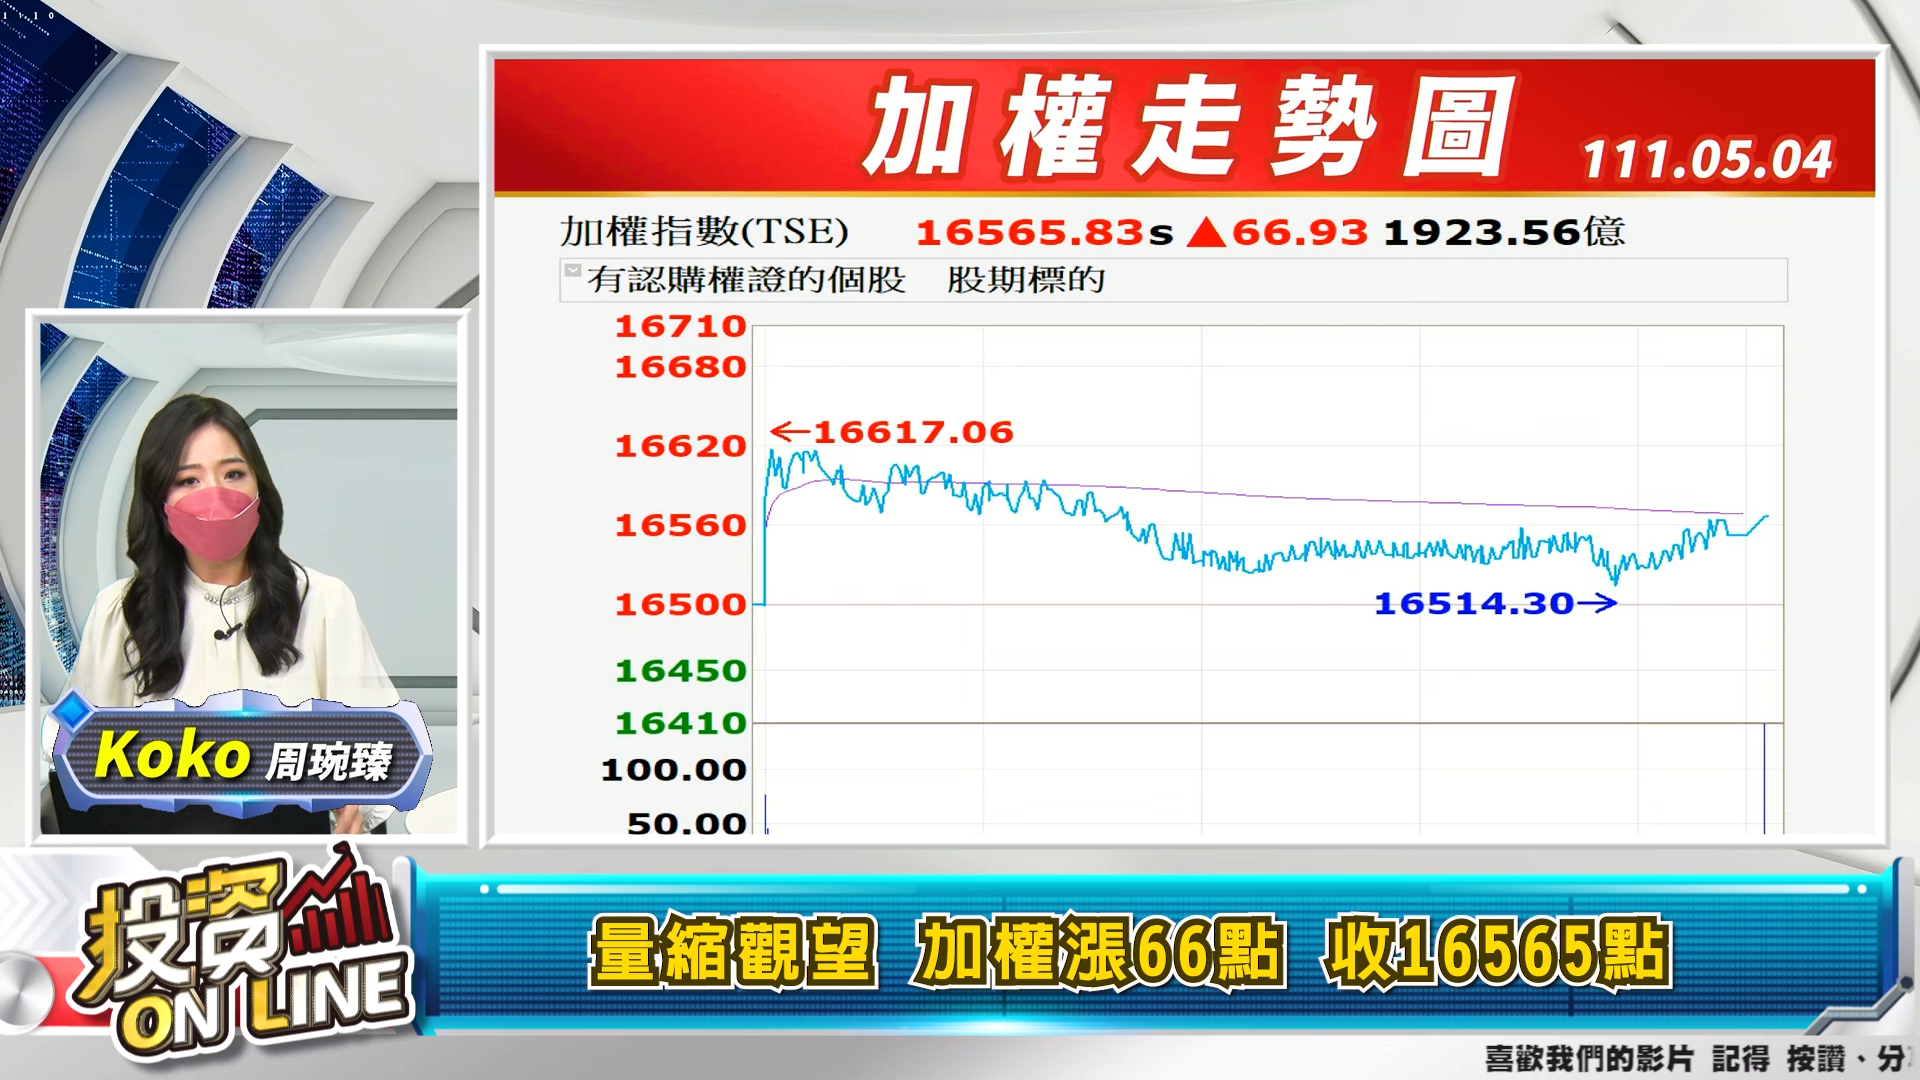 1 1 1 0
加權走勢圖 111.05.04
加權指數(TSE) 16565.83s ▲66.93 1923.56億
有認購權證的個股 股期標的
16710
16680
←16617.06
16620
16560
16500
16514.30→
16450
16410
100.00
50.00
Koko 周琬臻
投資
ON LINE
量縮觀望 加權漲66點 收16565點
喜歡我們的影片 記得 按讚、分